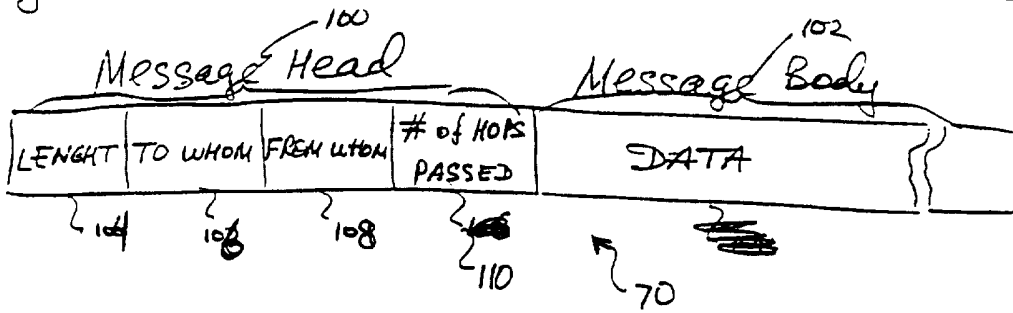 100
102
Message Head Message Body
LENGHT TO WHOM FREM WHOM # of HOPS PASSED DATA
104 106 108
110
70